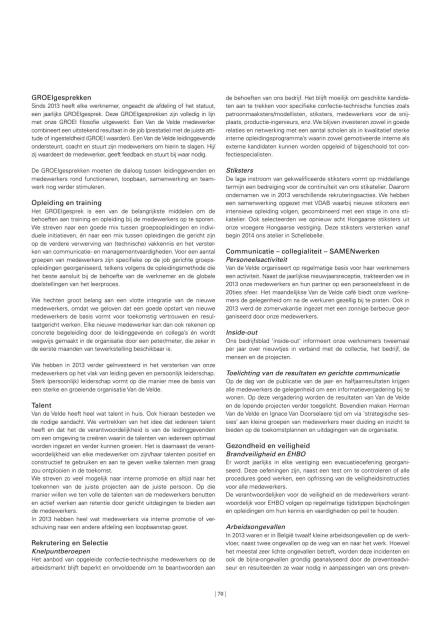 GROEIgesprekken
Sinds 2013 heeft elke werknemer, ongeacht de afdeling of het statuut,
een jaarlijks GROEIgesprek. Deze GROEIgesprekken zijn volledig in lijn
met onze GROEI filosofie uitgewerkt. Een Van de Velde medewerker
combineert een uitstekend resultaat in de job (prestatie) met de juiste atti-
tude of ingesteldheid (GROEI waarden). Een Van de Velde leidinggevende
ondersteunt, coacht en stuurt zijn medewerkers om hierin te slagen. Hij/
zij waardeert de medewerker, geeft feedback en stuurt bij waar nodig.
De GROEIgesprekken moeten de dialoog tussen leidinggevenden en
medewerkers rond functioneren, loopbaan, samenwerking en team-
werk nog verder stimuleren.
Opleiding en training
Het GROEIgesprek is een van de belangrijkste middelen om de
behoeften aan training en opleiding bij de medewerkers op te sporen.
We streven naar een goede mix tussen groepsopleidingen en indivi-
duele initiatieven, én naar een mix tussen opleidingen die gericht zijn
op de verdere verwerving van (technische) vakkennis en het verster-
ken van communicatie- en managementvaardigheden. Voor een aantal
groepen van medewerkers zijn specifieke op de job gerichte groeps-
opleidingen georganiseerd, telkens volgens de opleidingsmethode die
het beste aansluit bij de behoefte van de werknemer en de globale
doelstellingen van het leerproces.
We hechten groot belang aan een vlotte integratie van de nieuwe
medewerkers, omdat we geloven dat een goede opstart van nieuwe
medewerkers de basis vormt voor toekomstig vertrouwen en resul-
taatgericht werken. Elke nieuwe medewerker kan dan ook rekenen op
concrete begeleiding door de leidinggevende en collega's én wordt
wegwijs gemaakt in de organisatie door een peter/meter, die zeker in
de eerste maanden van tewerkstelling beschikbaar is.
We hebben in 2013 verder geïnvesteerd in het versterken van onze
medewerkers op het vlak van leiding geven en persoonlijk leiderschap.
Sterk (persoonlijk) leiderschap vormt op die manier mee de basis van
een sterke en groeiende organisatie Van de Velde.
Talent
Van de Velde heeft heel wat talent in huis. Ook hieraan besteden we
de nodige aandacht. We vertrekken van het idee dat iedereen talent
heeft en dat het de verantwoordelijkheid is van de leidinggevenden
om een omgeving te creëren waarin de talenten van iedereen optimaal
worden ingezet en verwerkt kunnen worden. Het is daarnaast de verant-
woordelijkheid van elke medewerker om zijn/haar talenten positief en
constructief te gebruiken en aan te geven welke talenten men graag
zou ontplooien in de toekomst.
We streven zo veel mogelijk naar interne promotie en altijd naar het
toekennen van de juiste projecten aan de juiste persoon. Op die
manier willen we ten volle de talenten van de medewerkers benutten
en actief werken aan retentie door gericht uitdagingen te bieden aan
de medewerkers.
In 2013 hebben heel wat medewerkers via interne promotie of ver-
schuiving naar een andere afdeling een loopbaanstap gezet.
Rekrutering en Selectie
Knelpuntberoepen
Het aanbod van opgeleide confectie-technische medewerkers op de
arbeidsmarkt blijft beperkt en onvoldoende om te beantwoorden aan
de behoeften van ons bedrijf. Het blijft moeilijk om geschikte kandida-
ten aan te trekken voor specifieke confectie-technische functies zoals
patroonmaaksters/modellisten, stiksters, medewerkers voor de snij-
plaats, productie-ingenieurs, enz. We blijven investeren zowel in goede
relaties en netwerking met een aantal scholen als in kwalitatief sterke
interne opleidingsprogramma's waarin zowel gemotiveerde interne als
externe kandidaten kunnen worden opgeleid of bijgeschoold tot con-
fectiespecialisten.
Stiksters
De lage instroom van gekwalificeerde stiksters vormt op middellange
termijn een bedreiging voor de continuïteit van ons stikatelier. Daarom
ondernamen we in 2013 verschillende rekruteringsacties. We hebben
een samenwerking opgezet met VDAB waarbij nieuwe stiksters een
intensieve opleiding volgen, gecombineerd met een stage in ons sti-
katelier. Ook selecteerden we opnieuw acht Hongaarse stiksters uit
onze vroegere Hongaarse vestiging. Deze stiksters versterken vanaf
begin 2014 ons atelier in Schellebelle.
Communicatie – collegialiteit – SAMENwerken
Personeelsactiviteit
Van de Velde organiseert op regelmatige basis voor haar werknemers
een activiteit. Naast de jaarlijkse nieuwjaarsreceptie, trakteerden we in
2013 onze medewerkers en hun partner op een personeelsfeest in de
20ties sfeer. Het maandelijkse Van de Velde café biedt onze werkne-
mers de gelegenheid om na de werkuren gezellig bij te praten. Ook in
2013 werd de zomervakantie ingezet met een zonnige barbecue geor-
ganiseerd door onze medewerkers.
Inside-out
Ons bedrijfsblad 'inside-out' informeert onze werknemers tweemaal
per jaar over nieuwtjes in verband met de collectie, het bedrijf, de
mensen en de projecten.
Toelichting van de resultaten en gerichte communicatie
Op de dag van de publicatie van de jaar- en halfjaarresultaten krijgen
alle medewerkers de gelegenheid om een informatievergadering bij te
wonen. Op deze vergadering worden de resultaten van Van de Velde
en de lopende projecten verder toegelicht. Bovendien maken Herman
Van de Velde en Ignace Van Doorselaere tijd om via 'strategische ses-
sies' aan kleine groepen van medewerkers meer duiding en inzicht te
bieden op de toekomstplannen en uitdagingen van de organisatie.
Gezondheid en veiligheid
Brandveiligheid en EHBO
Er wordt jaarlijks in elke vestiging een evacuatieoefening georgani-
seerd. Deze oefeningen zijn, naast een test om te controleren of alle
procedures goed werken, een opfrissing van de veiligheidsinstructies
voor alle medewerkers.
De verantwoordelijken voor de veiligheid en de medewerkers verant-
woordelijk voor EHBO volgen op regelmatige tijdstippen bijscholingen
en opleidingen om hun kennis en vaardigheden op peil te houden.
Arbeidsongevallen
In 2013 waren er in België twaalf kleine arbeidsongevallen op de werk-
vloer, naast twee ongevallen op de weg van en naar het werk. Hoewel
het meestal zeer lichte ongevallen betreft, worden deze incidenten en
ook de bijna-ongevallen grondig geanalyseerd door de preventieadvi-
seur en resulteren ze waar nodig in aanpassingen van ons preven-
| 70 |